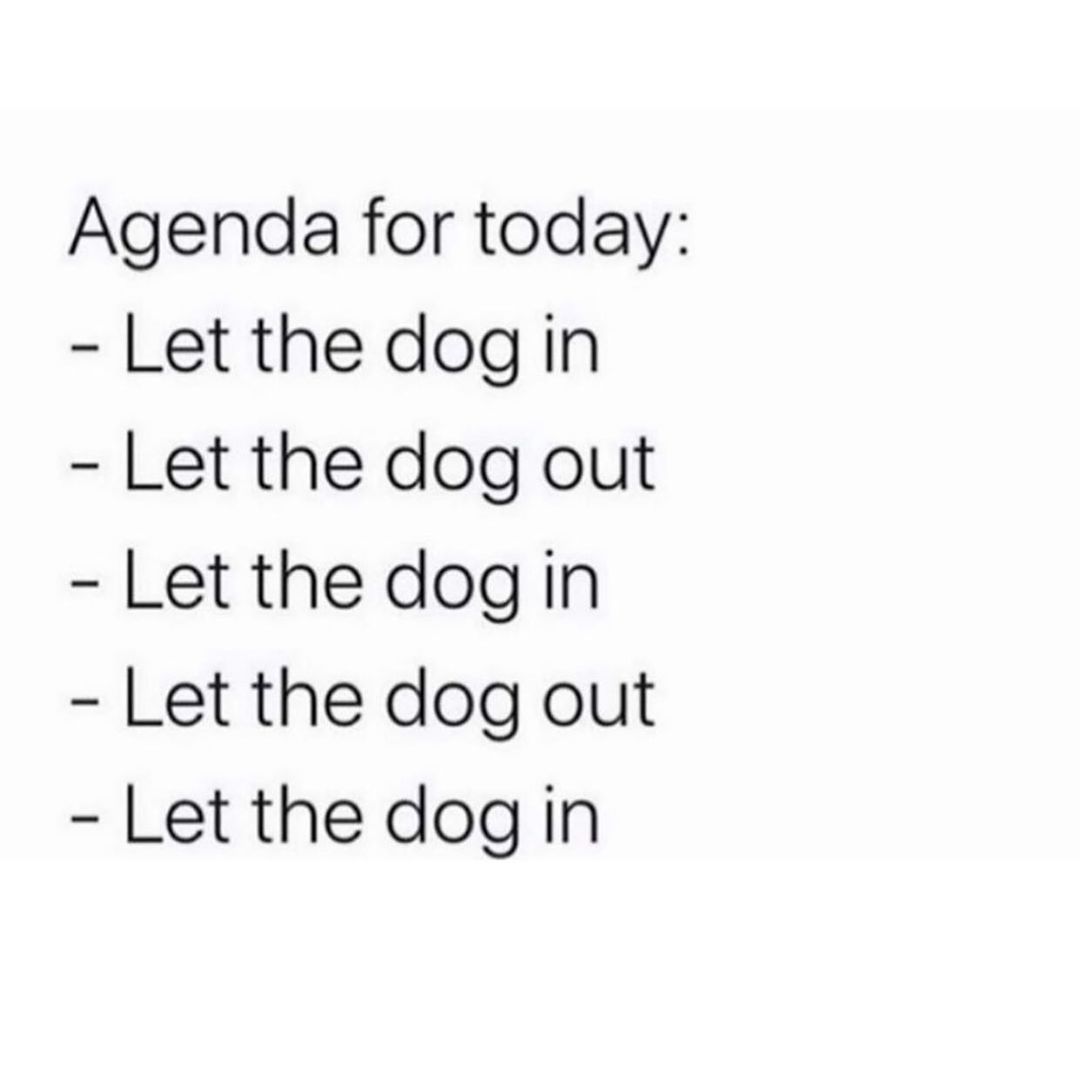 Agenda for today:
- Let the dog in
- Let the dog out
- Let the dog in
- Let the dog out
- Let the dog in